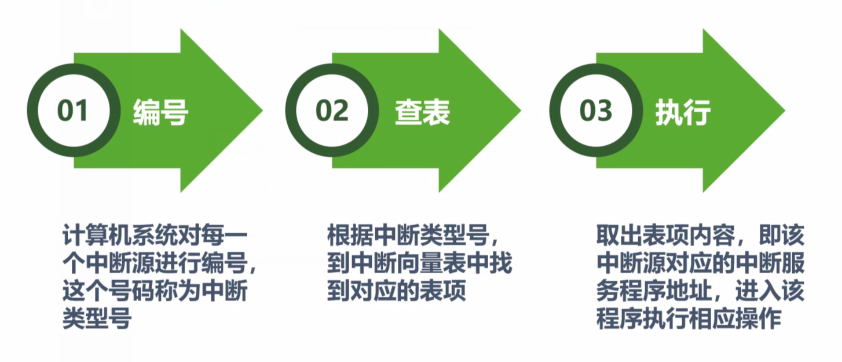 01 编号
02 查表
03 执行
计算机系统对每一
个中断源进行编号，
这个号码称为中断
类型号
根据中断类型号，
到中断向量表中找
到对应的表项
取出表项内容，即该
中断源对应的中断服
务程序地址，进入该
程序执行相应操作